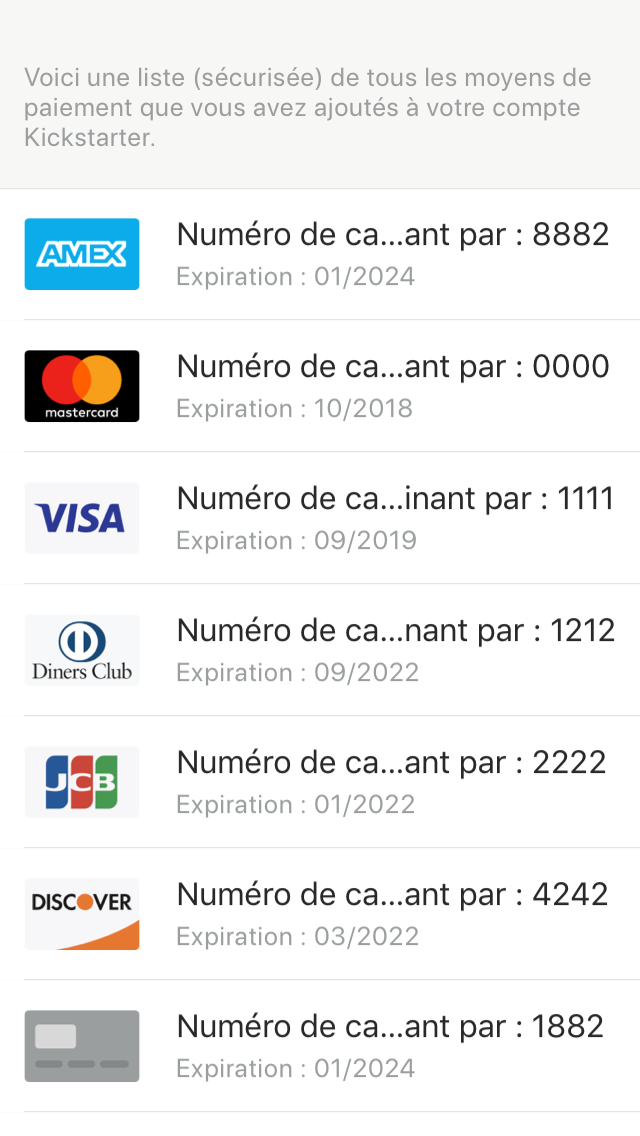 Voici une liste (sécurisée) de tous les moyens de
paiement que vous avez ajoutés à votre compte
Kickstarter.
AMEX
Numéro de ca...ant par : 8882
Expiration : 01/2024
mastercard
Numéro de ca...ant par : 0000
Expiration : 10/2018
VISA
Numéro de ca...inant par : 1111
Expiration : 09/2019
Diners Club
Numéro de ca...nant par : 1212
Expiration : 09/2022
JCB
Numéro de ca...ant par : 2222
Expiration : 01/2022
DISCOVER
Numéro de ca...ant par : 4242
Expiration : 03/2022
Numéro de ca...ant par : 1882
Expiration : 01/2024